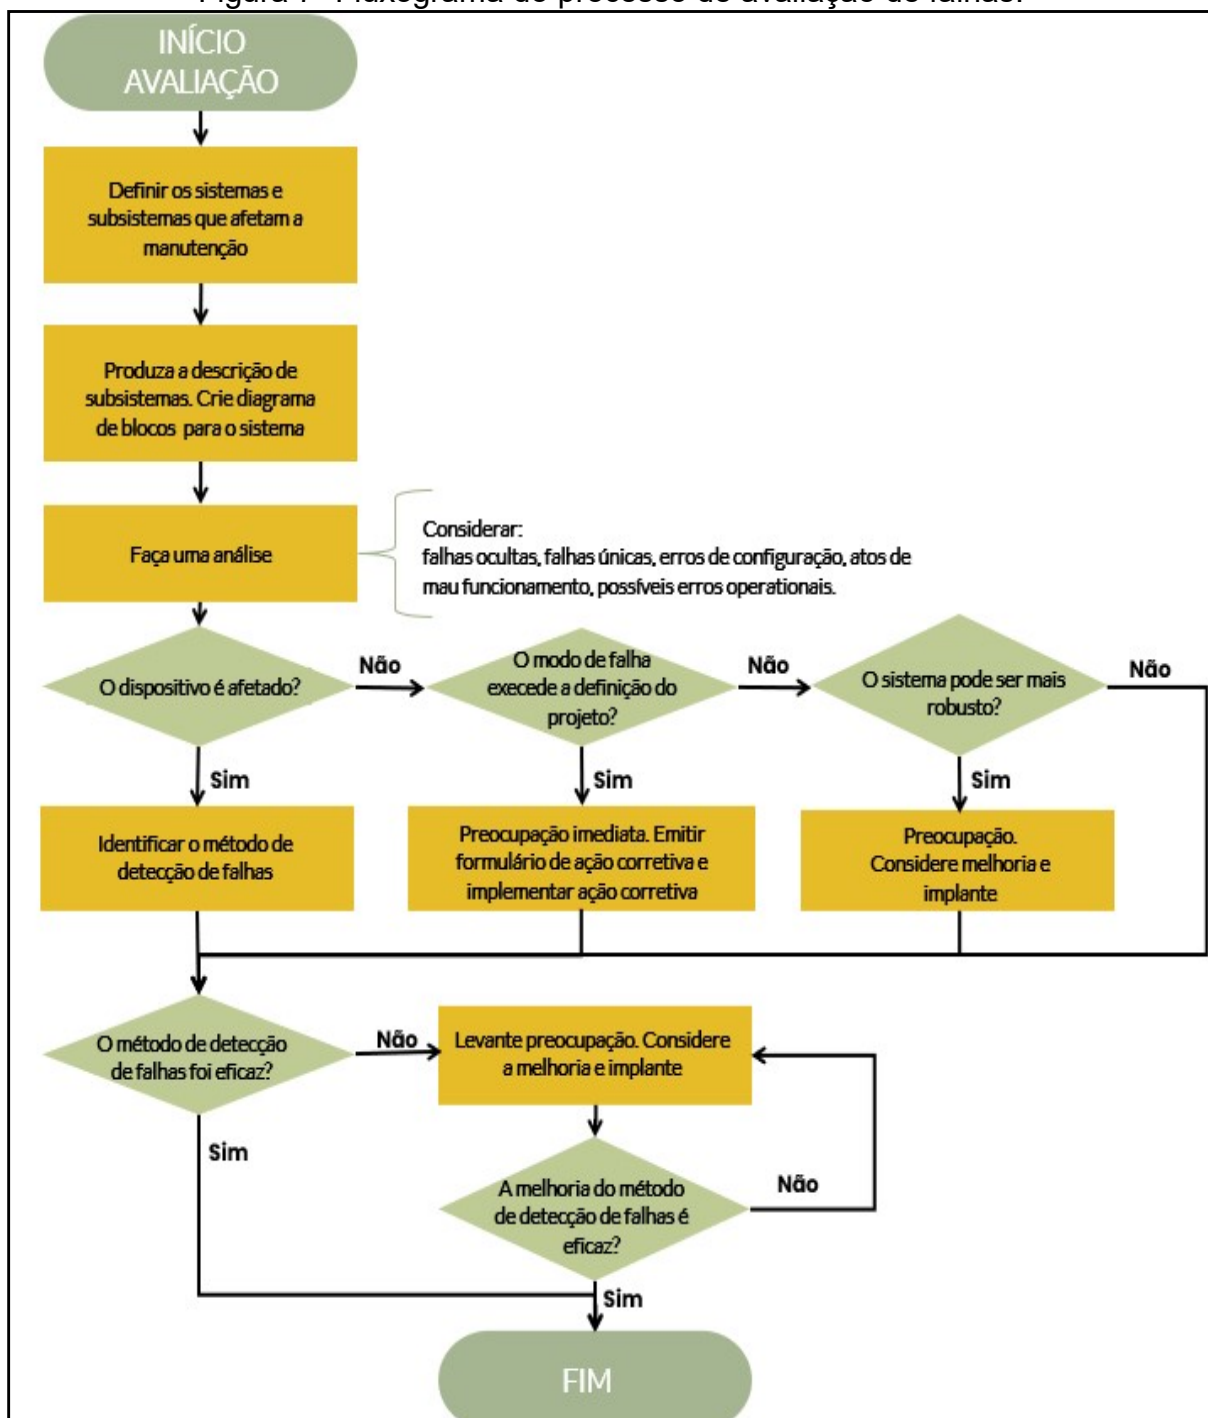 INÍCIO
AVALIAÇÃO
Definir os sistemas e
subsistemas que afetam a
manutenção
Produza a descrição de
subsistemas. Crie diagrama
de blocos para o sistema
Faça uma análise
Considerar:
falhas ocultas, falhas únicas, erros de configuração, atos de
mau funcionamento, possíveis erros operationais.
O dispositivo é afetado?
Não
O modo de falha
execede a definição do
projeto?
Não
O sistema pode ser mais
robusto?
Não
Sim
Sim
Sim
Identificar o método de
detecção de falhas
Preocupação imediata. Emitir
formulário de ação corretiva e
implementar ação corretiva
Preocupação.
Considere melhoria e
implante
O método de detecção
de falhas foi eficaz?
Não
Levante preocupação. Considere
a melhoria e implante
Sim
A melhoria do método
de detecção de falhas é
eficaz?
Não
Sim
FIM